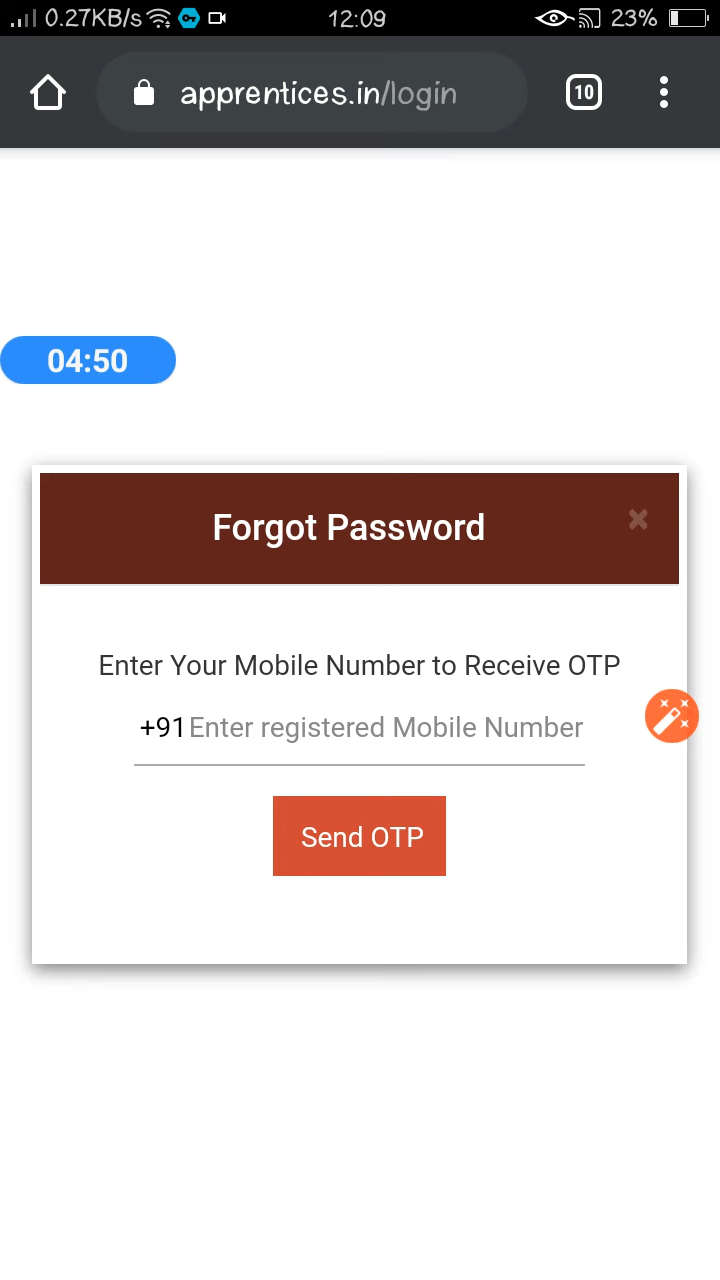 0.27KB/s 12:09 23%
apprentices.in/login 10
04:50
Forgot Password ×
Enter Your Mobile Number to Receive OTP
+91 Enter registered Mobile Number
Send OTP